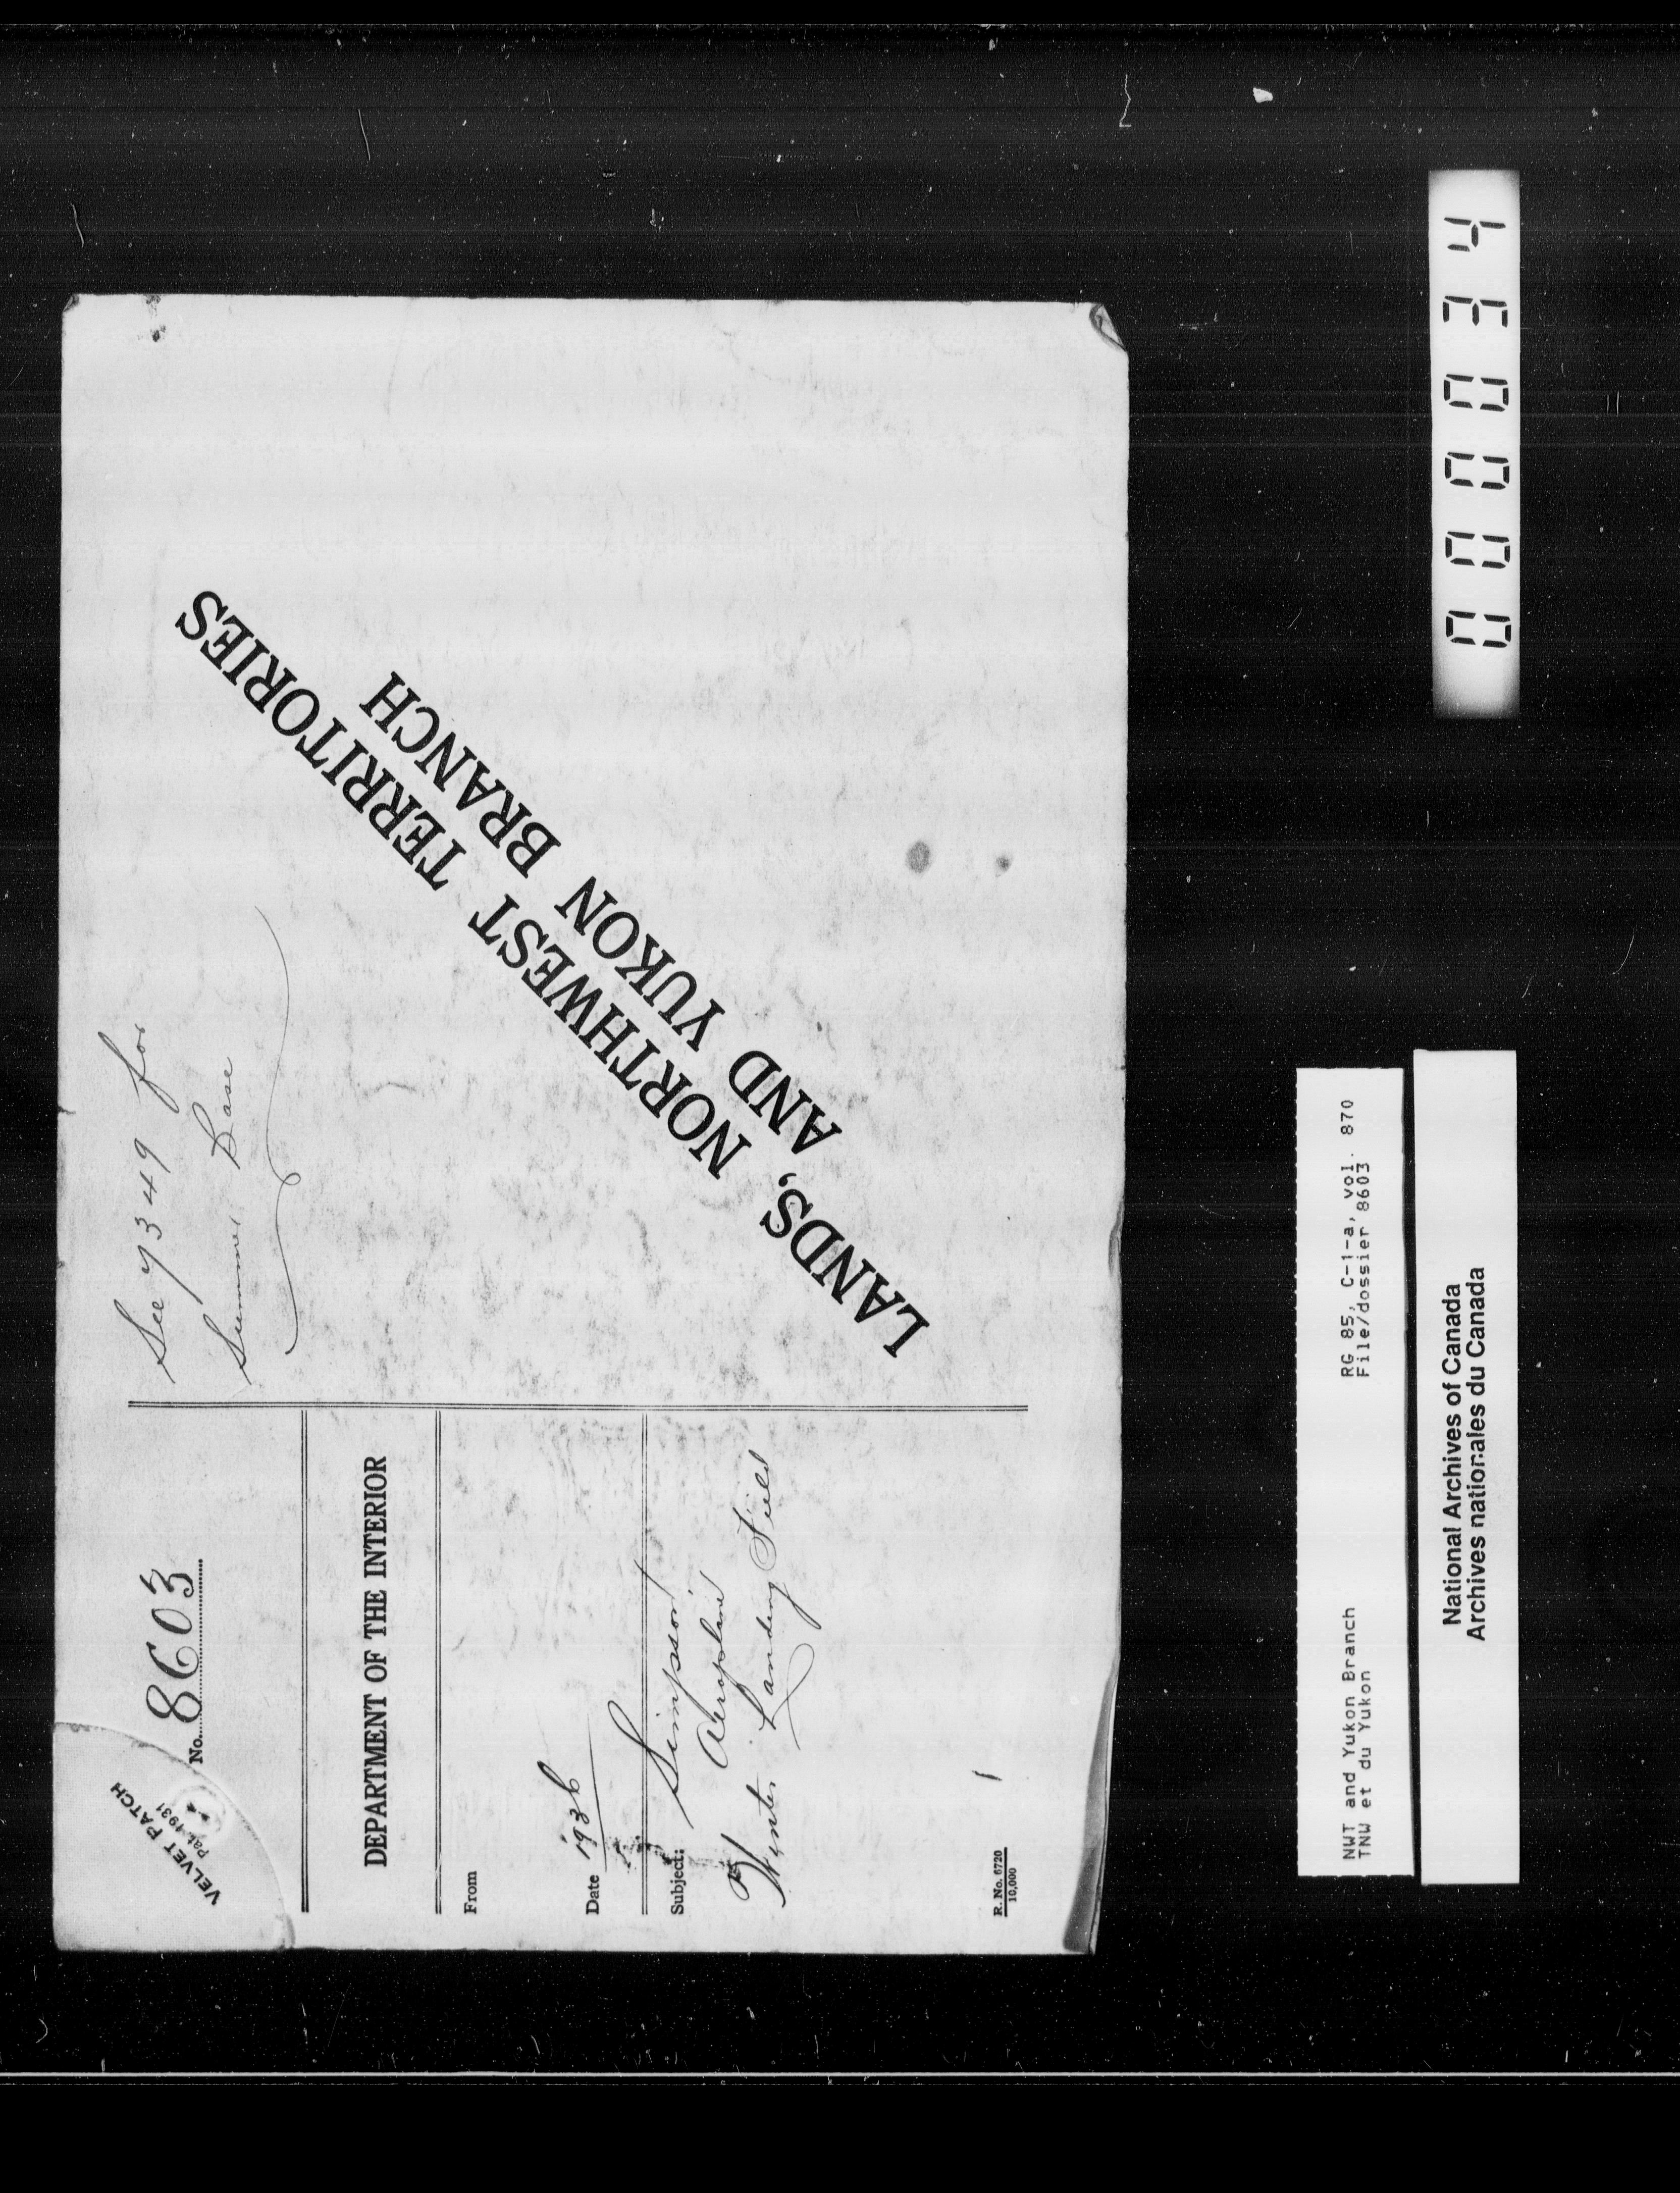 VELVET PATCH
Pat. 1931
No. 8603
DEPARTMENT OF THE INTERIOR
From
Date 1936
Subject:
Simpson
Aeroplane
Winter Landing Field
R. No. 6720
10,000
See 7349 for
Summer Base
LANDS, NORTHWEST TERRITORIES
AND YUKON BRANCH
NWT and Yukon Branch RG 85, C-1-a, vol. 870
TNW et du Yukon File/dossier 8603
National Archives of Canada
Archives nationales du Canada
000034